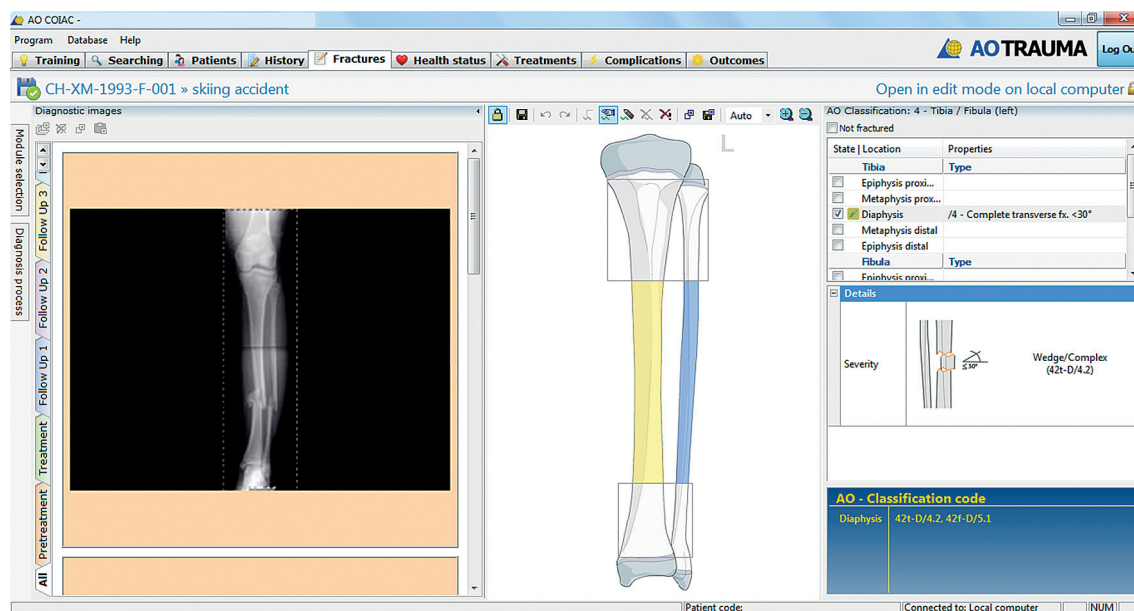 AO COIAC -
Program Database Help
Training Searching Patients History Fractures Health status Treatments Complications Outcomes
AOTRAUMA
Log Ou
CH-XM-1993-F-001 » skiing accident
Open in edit mode on local computer
Module selection
Diagnosis process
Diagnostic images
Follow Up 3
Follow Up 2
Follow Up 1
Treatment
Pretreatment
All
Auto
L
AO Classification: 4 - Tibia / Fibula (left)
Not fractured
State | Location Properties
Tibia Type
Epiphysis proxi...
Metaphysis prox...
Diaphysis /4 - Complete transverse fx. <30°
Metaphysis distal
Epiphysis distal
Fibula Type
Epiphysis proxi...
Details
Severity
≤30°
Wedge/Complex
(42t-D/4.2)
AO - Classification code
Diaphysis 42t-D/4.2, 42f-D/5.1
Patient code:
Connected to: Local computer
NUM